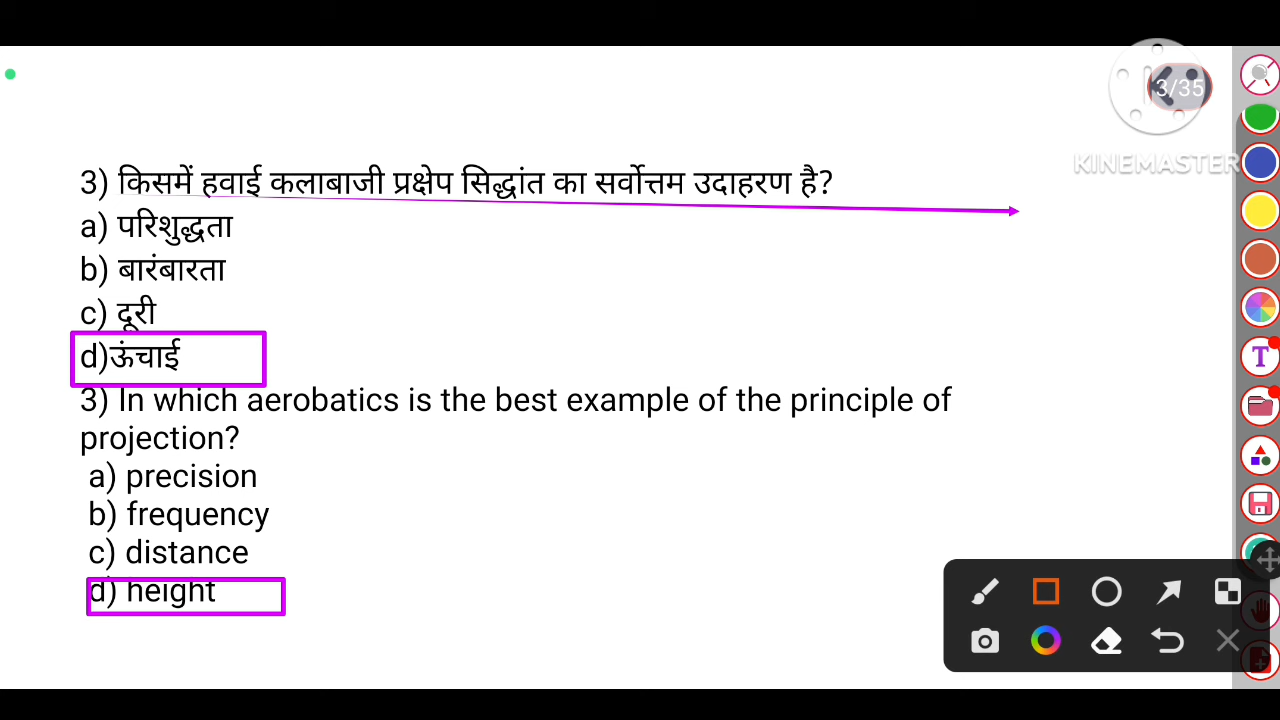 3/35
KINEMASTER
3) किसमें हवाई कलाबाजी प्रक्षेप सिद्धांत का सर्वोत्तम उदाहरण है?
a) परिशुद्धता
b) बारंबारता
c) दूरी
d)ऊंचाई
3) In which aerobatics is the best example of the principle of
projection?
a) precision
b) frequency
c) distance
d) height
T